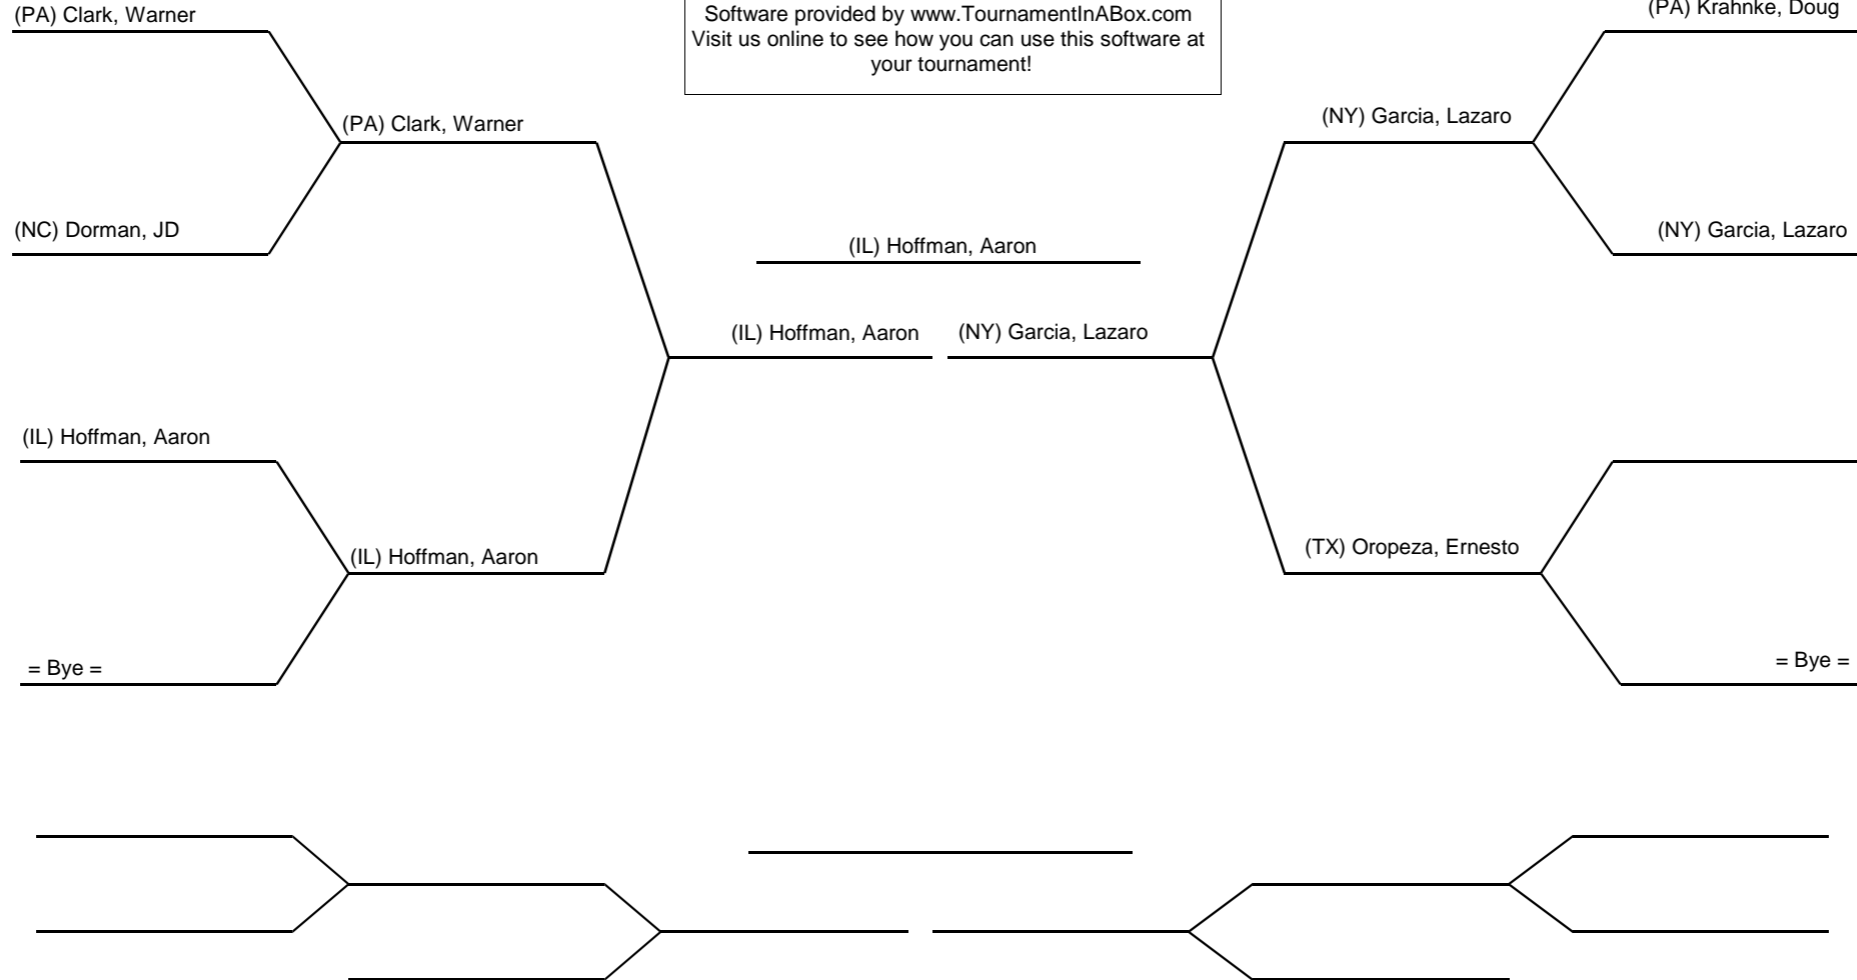 (PA) Clark, Warner
Software provided by www.TournamentInABox.com
Visit us online to see how you can use this software at
your tournament!
(PA) Krahnke, Doug
(PA) Clark, Warner
(NY) Garcia, Lazaro
(NC) Dorman, JD
(IL) Hoffman, Aaron
(NY) Garcia, Lazaro
(IL) Hoffman, Aaron
(NY) Garcia, Lazaro
(IL) Hoffman, Aaron
(IL) Hoffman, Aaron
(TX) Oropeza, Ernesto
= Bye =
= Bye =